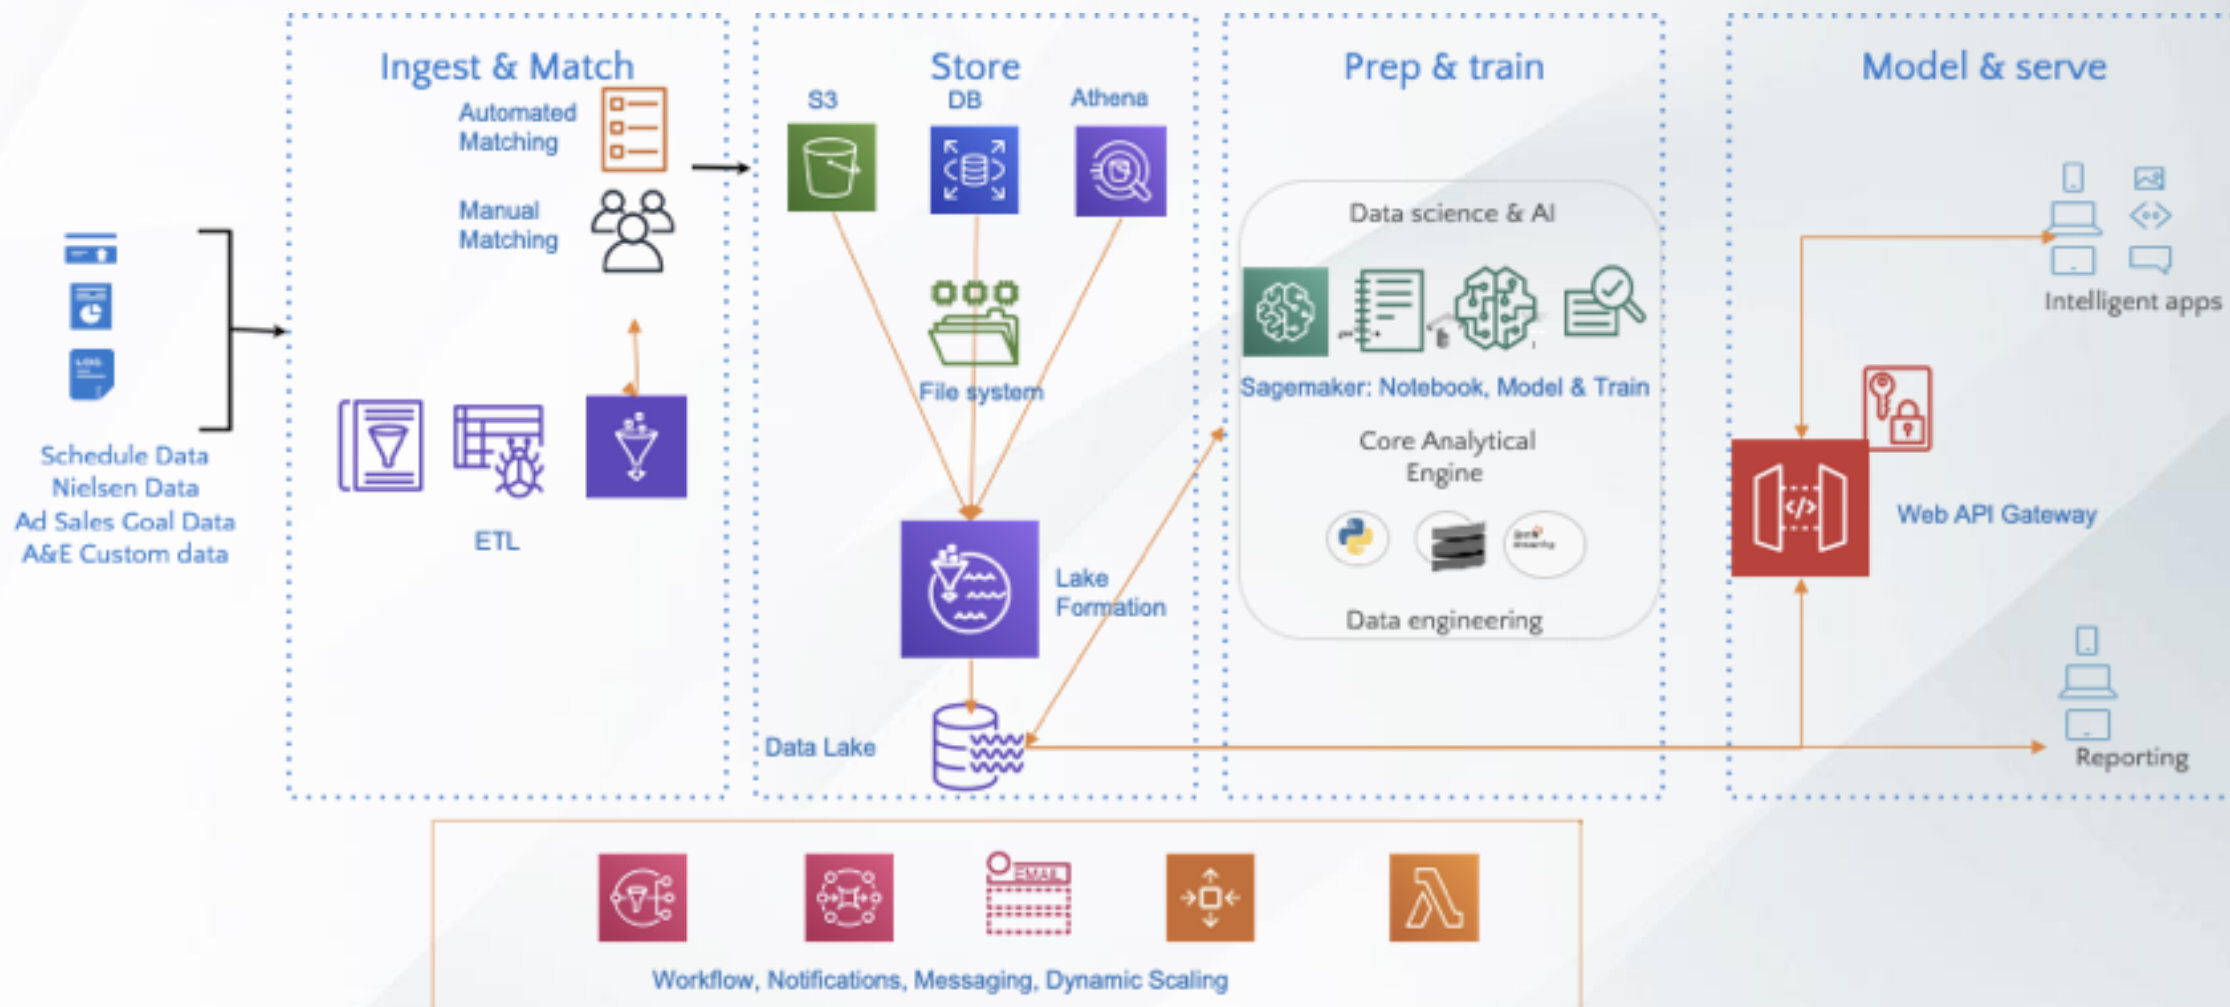 Ingest & Match
Automated
Matching
Manual
Matching
LOG
Schedule Data
Nielsen Data
Ad Sales Goal Data
A&E Custom data
ETL
Store
S3
DB
Athena
File system
Lake
Formation
Data Lake
Prep & train
Data science & AI
Sagemaker: Notebook, Model & Train
Core Analytical
Engine
Data engineering
Model & serve
Intelligent apps
</>
Web API Gateway
Reporting
EMAIL
Workflow, Notifications, Messaging, Dynamic Scaling